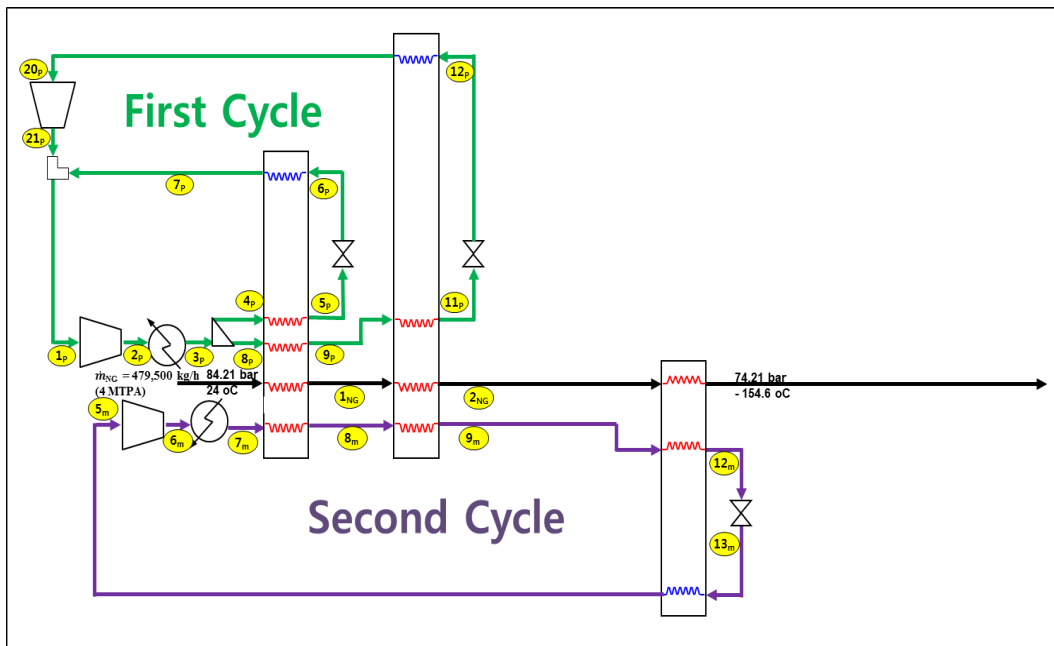 20P
12P
First Cycle
21P
7P
6P
4P
5P
11P
1P
2P
3P
8P
9P
ṁNG = 479,500 kg/h
(4 MTPA)
84.21 bar
24 oC
1NG
2NG
74.21 bar
- 154.6 oC
5m
6m
7m
8m
9m
12m
Second Cycle
13m